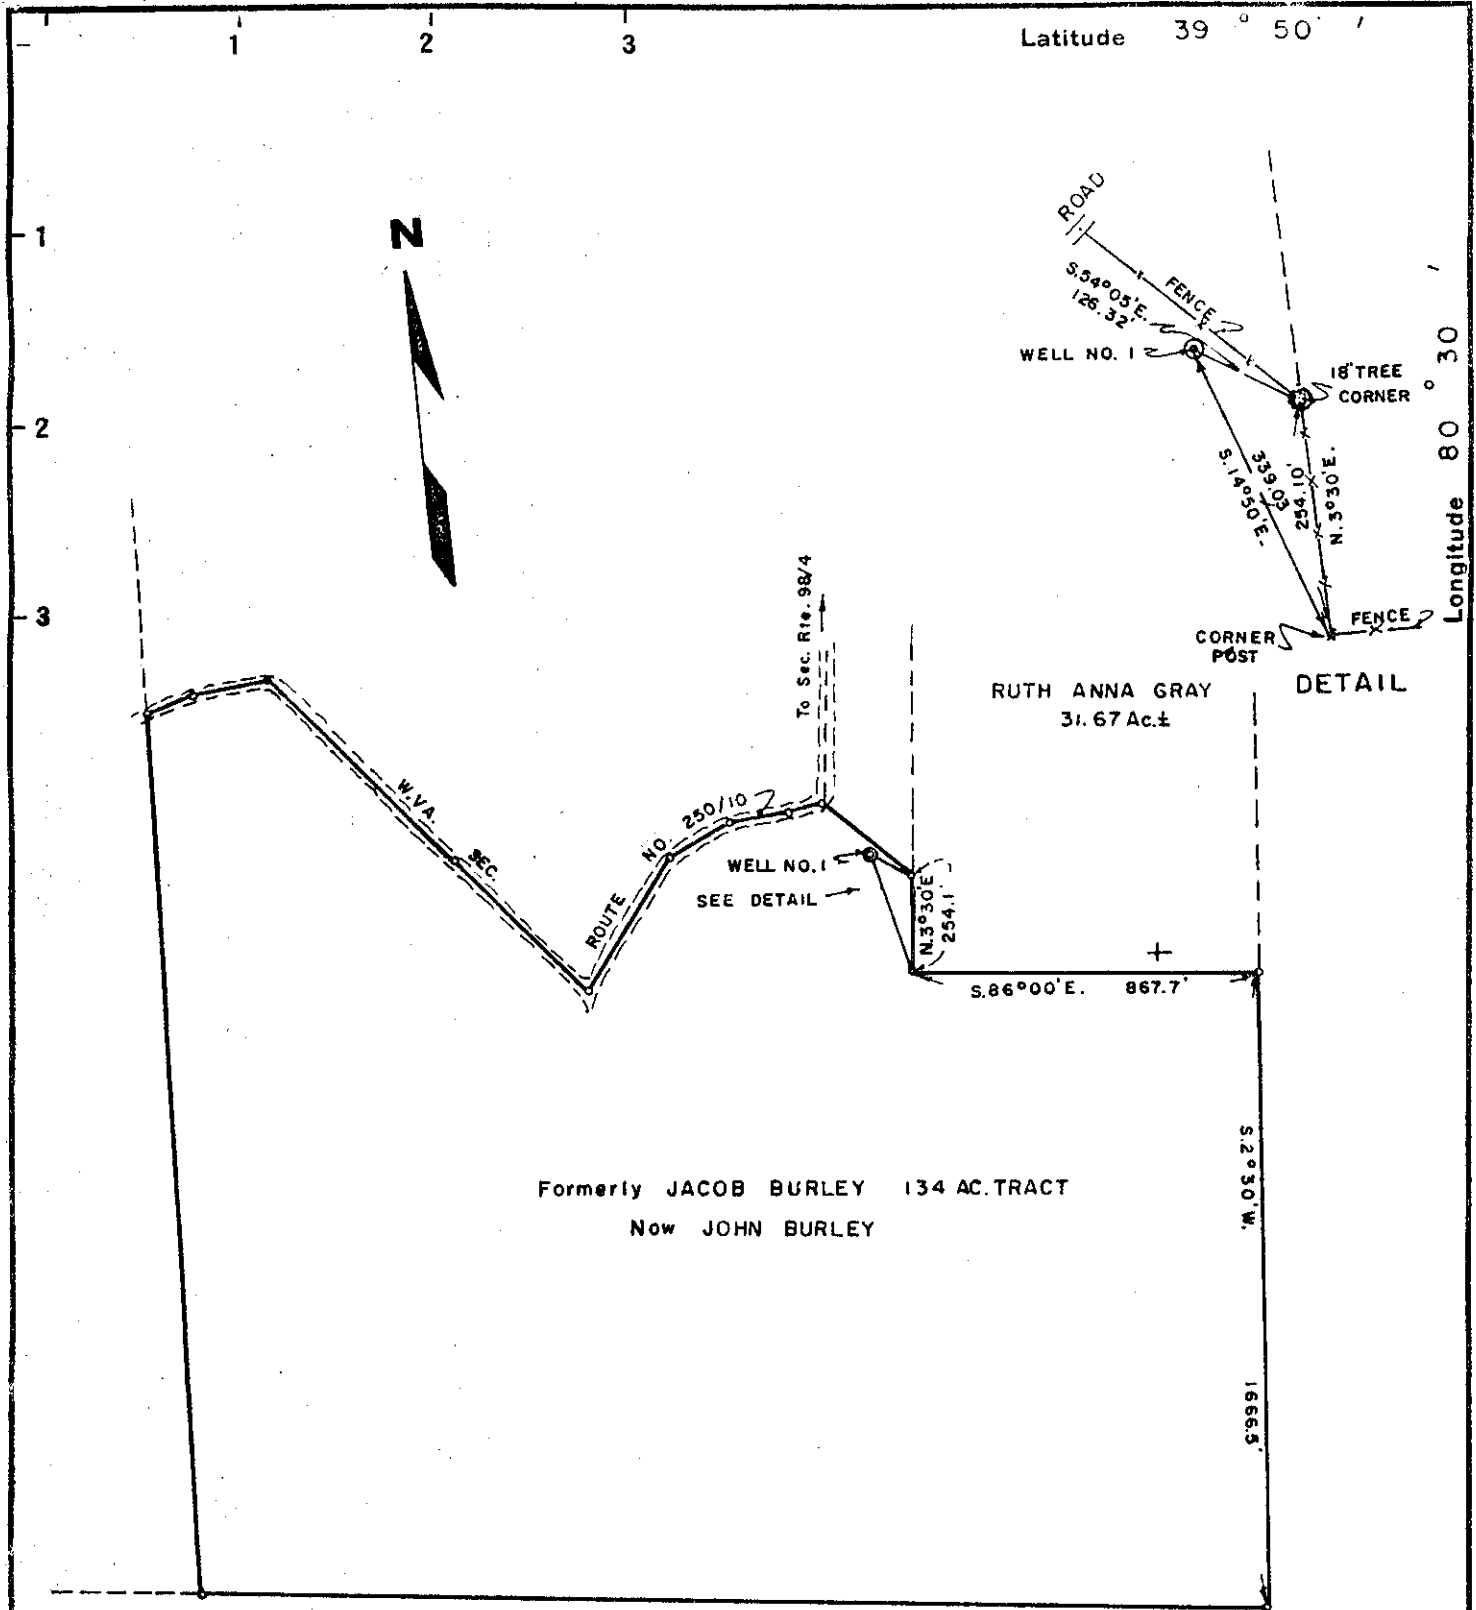 1 2 3 Latitude 39 ° 50 '
N
1
2
3
ROAD
FENCE
S.54°05'E.
126.32'
WELL NO. 1
18" TREE
CORNER
339.03
S.14°50'E.
254.10'
N.3°30'E.
CORNER
POST
FENCE
DETAIL
Longitude 80 ° 30 '
To Sec. Rte. 98/4
RUTH ANNA GRAY
31.67 Ac.±
W.VA. SEC. ROUTE NO. 250/10
WELL NO. 1
SEE DETAIL
N.3°30'E
254.1'
S.86°00'E. 867.7'
S.2°30'W. 1666.5'
Formerly JACOB BURLEY 134 AC. TRACT
Now JOHN BURLEY